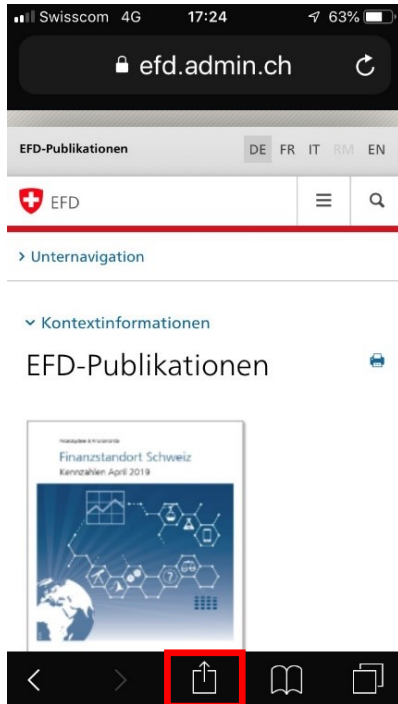 Swisscom 4G 17:24 63%
efd.admin.ch
EFD-Publikationen DE FR IT RM EN
EFD
Unternavigation
Kontextinformationen
EFD-Publikationen
Finanzstandort Schweiz
Kennzahlen April 2019